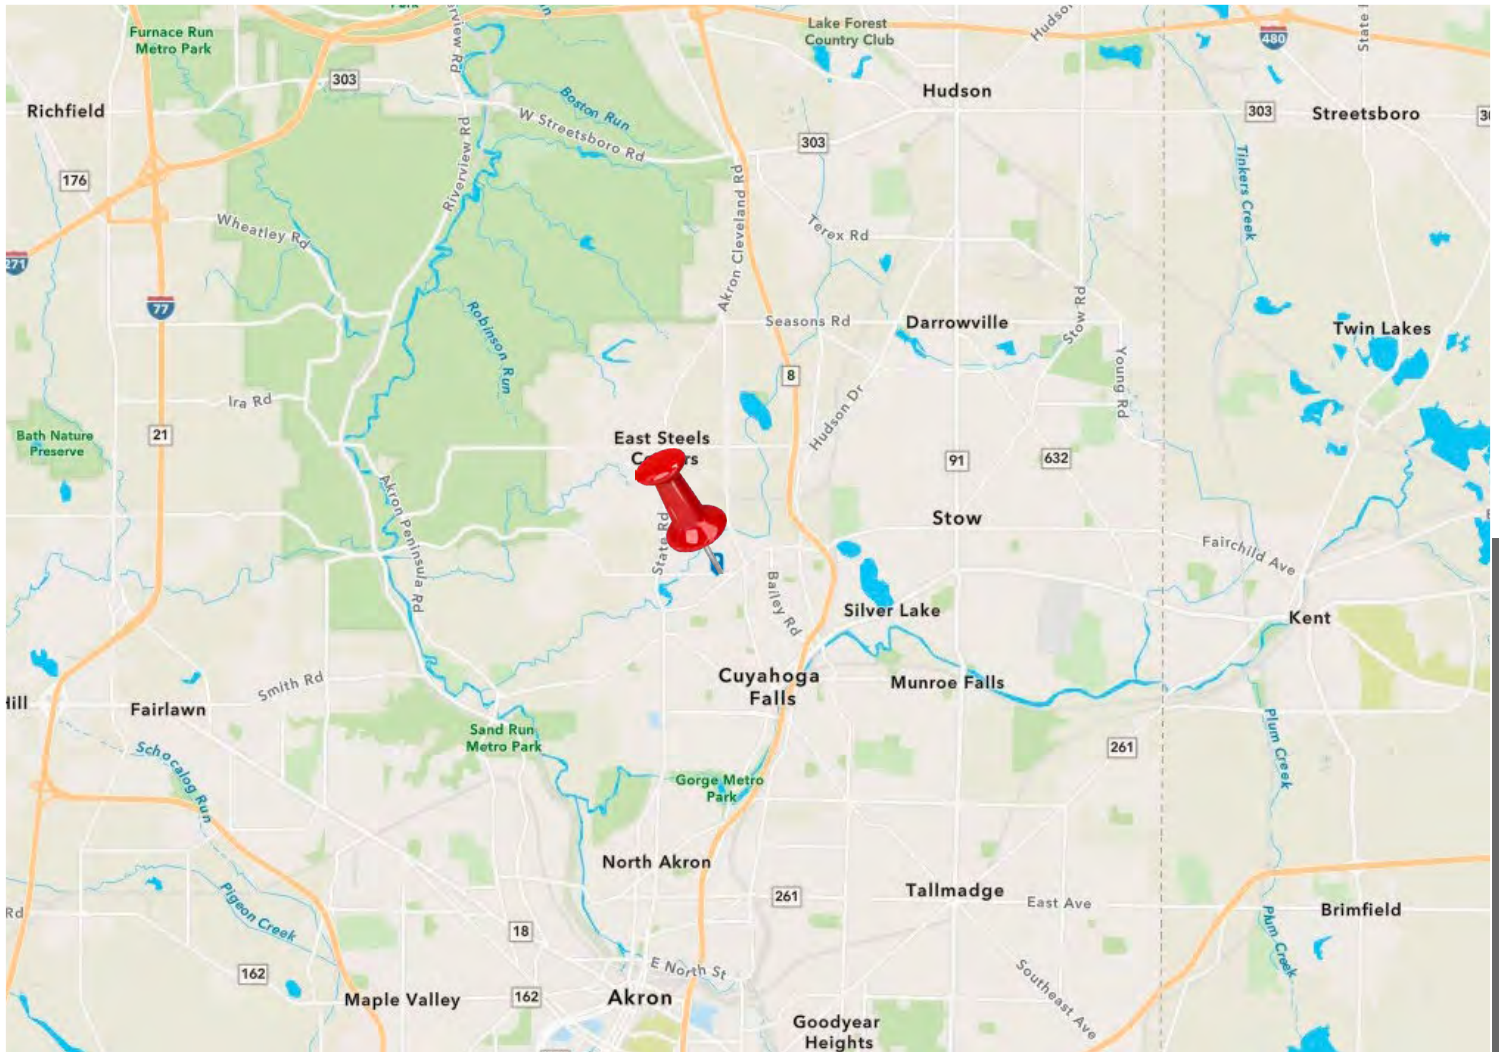 Furnace Run
Metro Park
Lake Forest
Country Club
Hudson
480
State
303
Richfield
Riverview Rd
Boston Run
W Streetsboro Rd
Hudson
303
Streetsboro
303
176
Wheatley Rd
Akron Cleveland Rd
Terex Rd
Tinkers Creek
271
77
Robinson Run
Seasons Rd
Darrowville
Stow Rd
Twin Lakes
8
Young Rd
Ira Rd
Hudson Dr
Bath Nature
Preserve
21
East Steels
91
632
Akron Peninsula Rd
State Rd
Stow
Fairchild Ave
Bailey Rd
Silver Lake
Kent
Cuyahoga
Falls
Munroe Falls
Smith Rd
Fairlawn
Sand Run
Metro Park
Schocalog Run
261
Plum Creek
Gorge Metro
Park
North Akron
261
Tallmadge
East Ave
Brimfield
Rd
Pigeon Creek
18
Plum Creek
162
E North St
Southeast Ave
Maple Valley
162
Akron
Goodyear
Heights